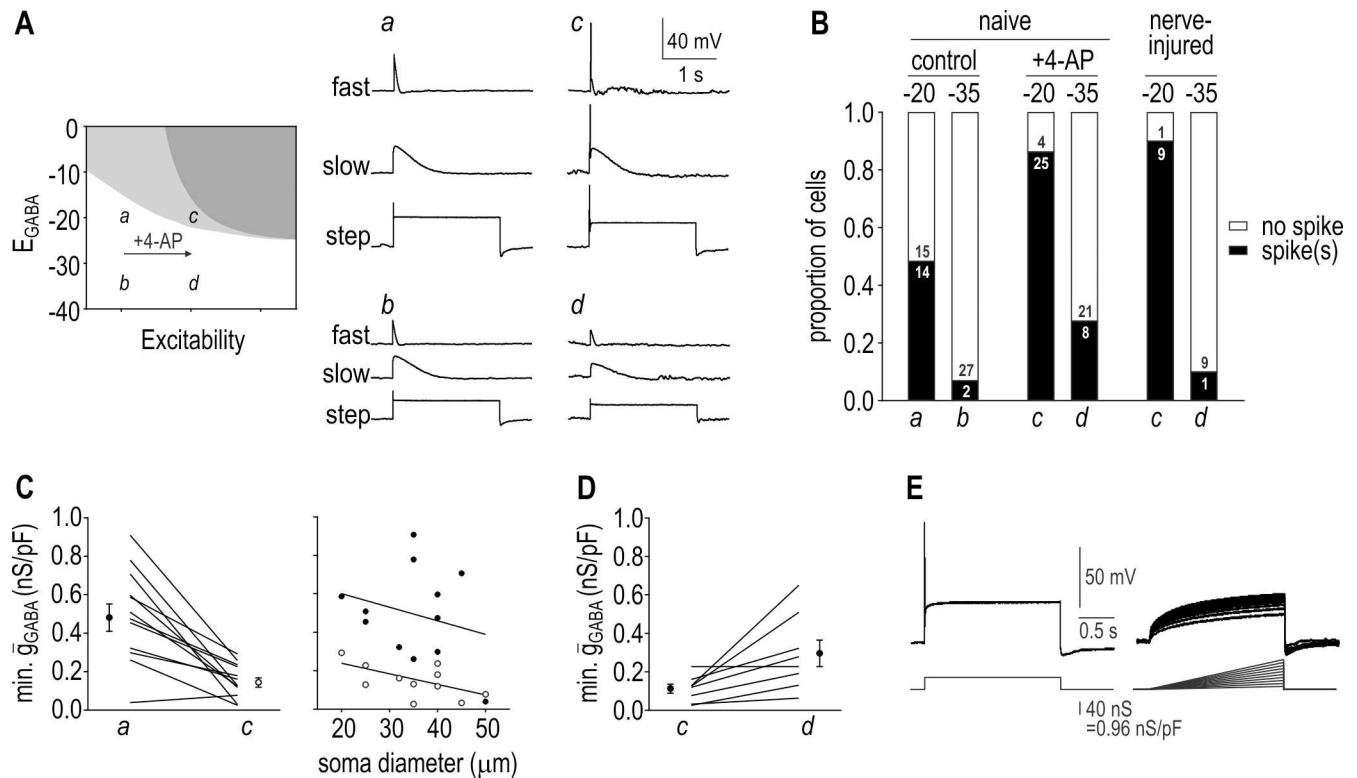 A
E_GABA
0
-10
-20
-30
-40
a
c
+4-AP
b
d
Excitability
a
c
40 mV
1 s
fast
slow
step
b
d
fast
slow
step
B
naive
nerve-
injured
control
+4-AP
-20 -35 -20 -35 -20 -35
proportion of cells
1.0
0.8
0.6
0.4
0.2
0.0
15
14
27
2
4
25
21
8
1
9
9
1
a b c d c d
no spike
spike(s)
C
min. g̅GABA (nS/pF)
1.0
0.8
0.6
0.4
0.2
0.0
a c
20 30 40 50
soma diameter (μm)
D
min. g̅GABA (nS/pF)
1.0
0.8
0.6
0.4
0.2
0.0
c d
E
50 mV
0.5 s
40 nS
=0.96 nS/pF